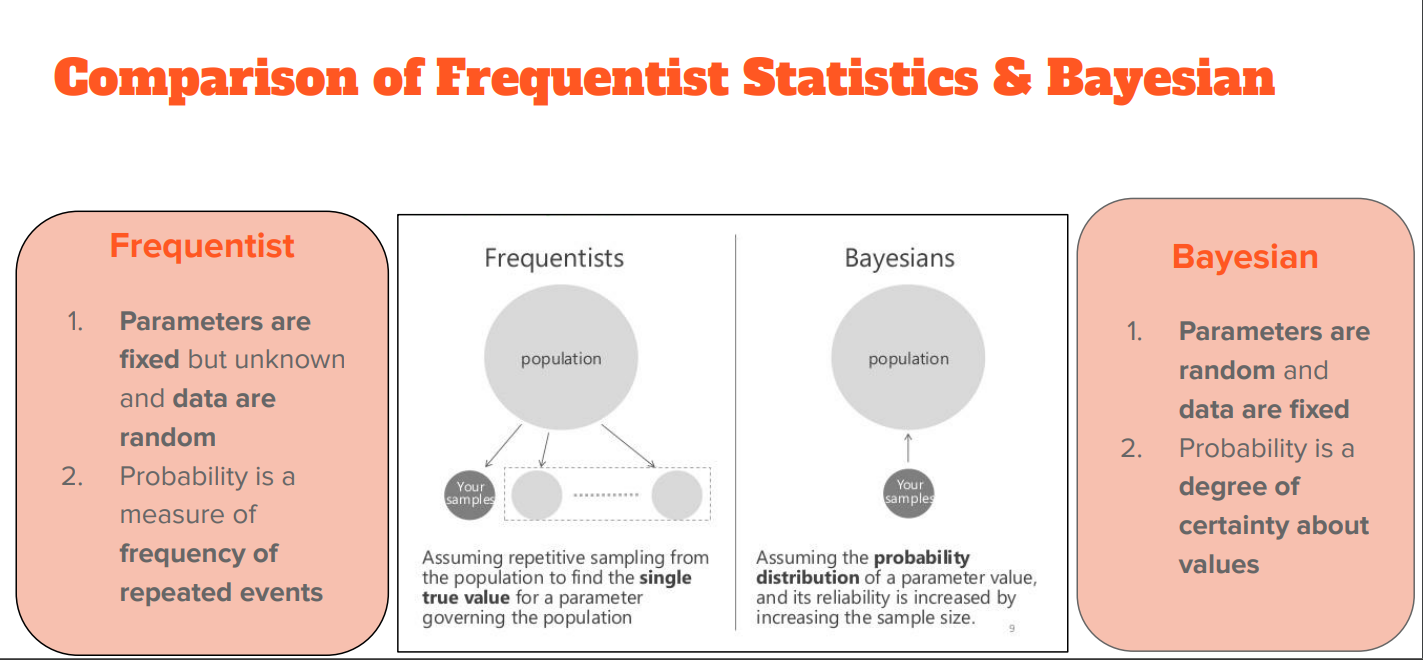 Comparison of Frequentist Statistics & Bayesian
Frequentist
1. Parameters are
fixed but unknown
and data are
random
2. Probability is a
measure of
frequency of
repeated events
Frequentists
population
Your
samples
Assuming repetitive sampling from
the population to find the single
true value for a parameter
governing the population
Bayesians
population
Your
samples
Assuming the probability
distribution of a parameter value,
and its reliability is increased by
increasing the sample size.
9
Bayesian
1. Parameters are
random and
data are fixed
2. Probability is a
degree of
certainty about
values